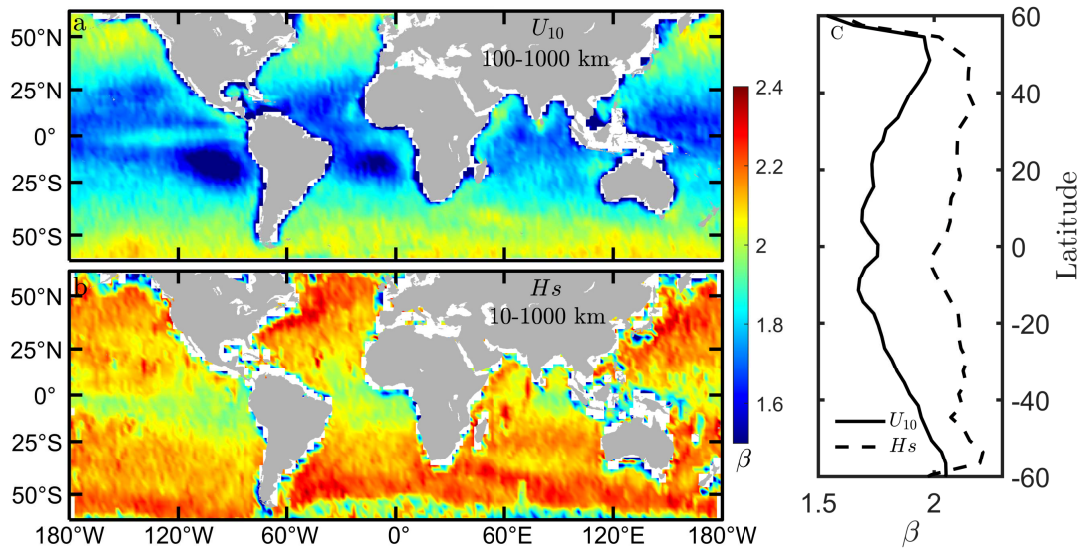 a
U10
100-1000 km
50°N
25°N
0°
25°S
50°S
b
Hs
10-1000 km
50°N
25°N
0°
25°S
50°S
180°W
120°W
60°W
0°E
60°E
120°E
180°W
2.4
2.2
2
1.8
1.6
β
C
60
40
20
0
-20
-40
-60
Latitude
U10
Hs
1.5
2
β